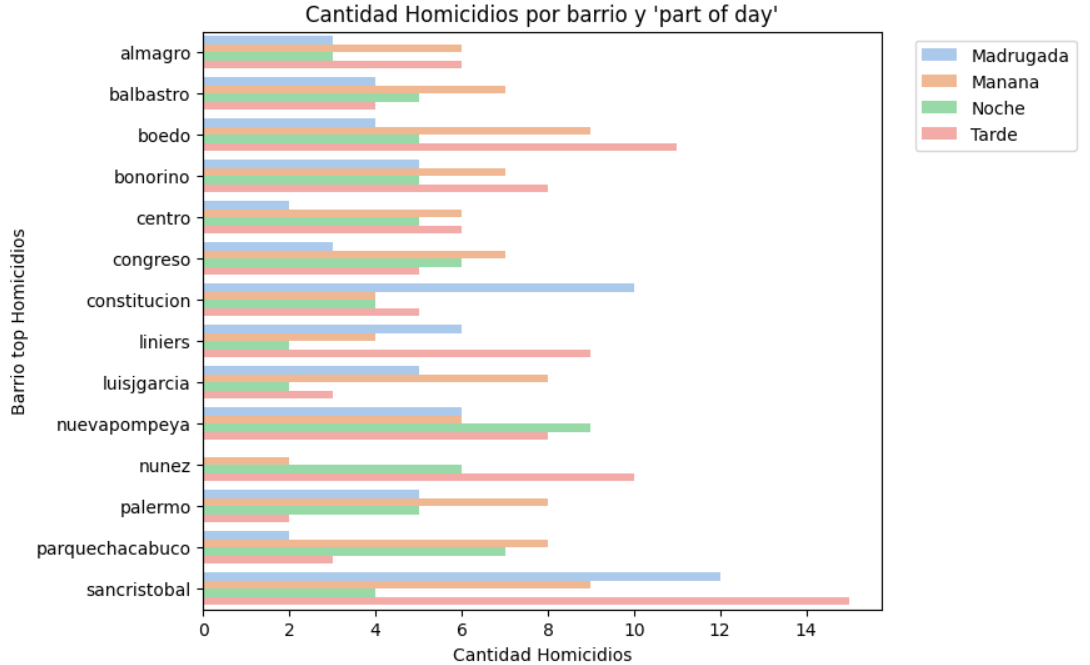 Cantidad Homicidios por barrio y 'part of day'
Madrugada
Manana
Noche
Tarde
Barrio top Homicidios
almagro
balbastro
boedo
bonorino
centro
congreso
constitucion
liniers
luisjgarcia
nuevapompeya
nunez
palermo
parquechacabuco
sancristobal
0 2 4 6 8 10 12 14
Cantidad Homicidios